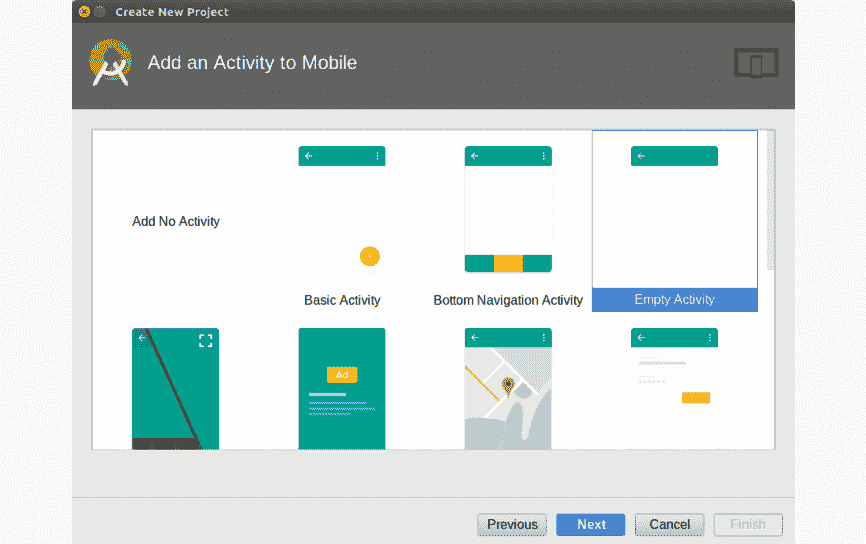 Create New Project
Add an Activity to Mobile
Add No Activity
Basic Activity
Bottom Navigation Activity
Empty Activity
Ad
Previous
Next
Cancel
Finish